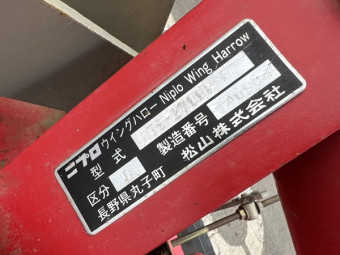 ニプロ ウイングハロー Niplo Wing Harrow
型式
区分 製造番号
長野県丸子町 松山株式会社